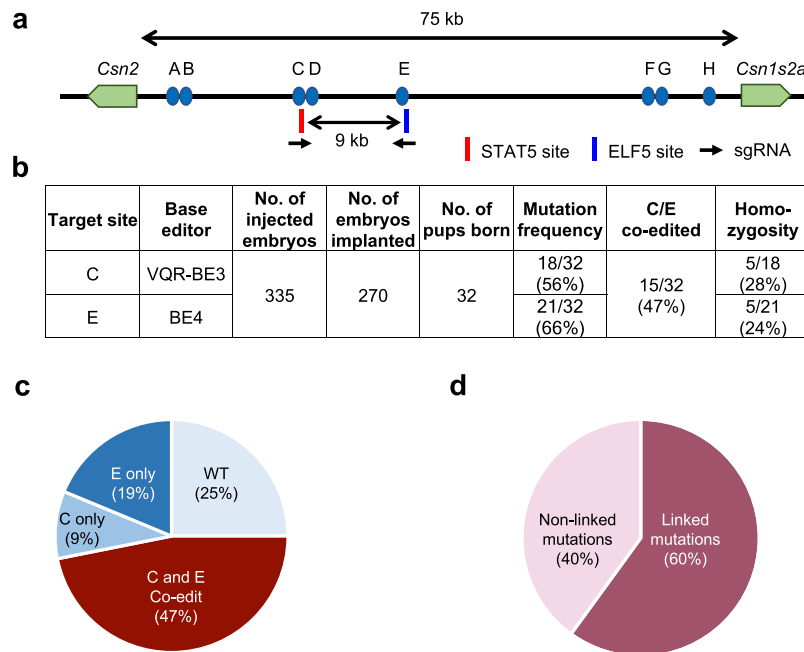 a
75 kb
Csn2
A B
C D
E
F G
H
Csn1s2a
9 kb
STAT5 site
ELF5 site
sgRNA
b
Target site
Base
editor
No. of
injected
embryos
No. of
embryos
implanted
No. of
pups born
Mutation
frequency
C/E
co-edited
Homo-
zygosity
C
VQR-BE3
335
270
32
18/32
(56%)
15/32
(47%)
5/18
(28%)
E
BE4
21/32
(66%)
5/21
(24%)
c
E only
(19%)
WT
(25%)
C only
(9%)
C and E
Co-edit
(47%)
d
Non-linked
mutations
(40%)
Linked
mutations
(60%)